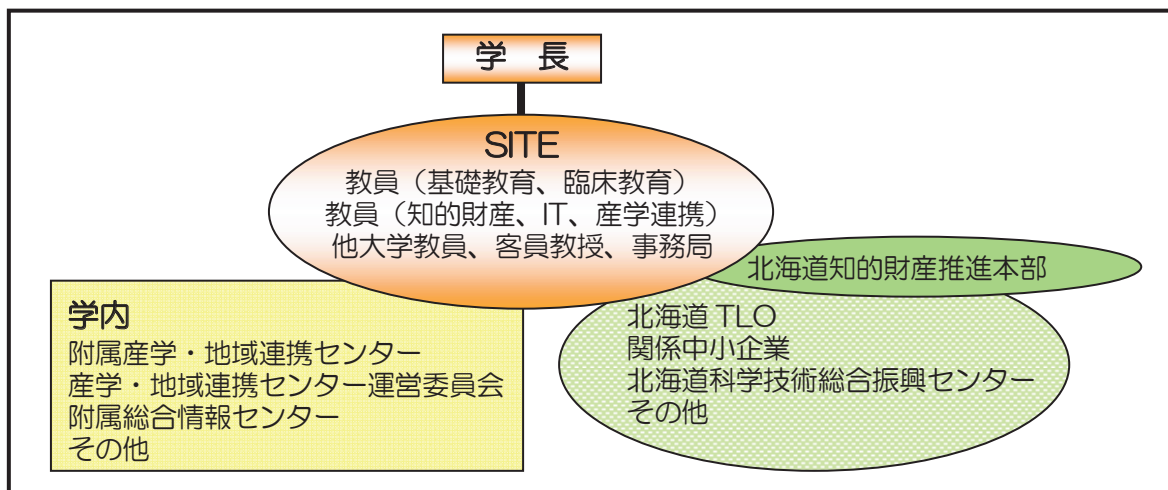 学 長
SITE
教員（基礎教育、臨床教育）
教員（知的財産、IT、産学連携）
他大学教員、客員教授、事務局
北海道知的財産推進本部
学内
附属産学・地域連携センター
産学・地域連携センター運営委員会
附属総合情報センター
その他
北海道 TLO
関係中小企業
北海道科学技術総合振興センター
その他